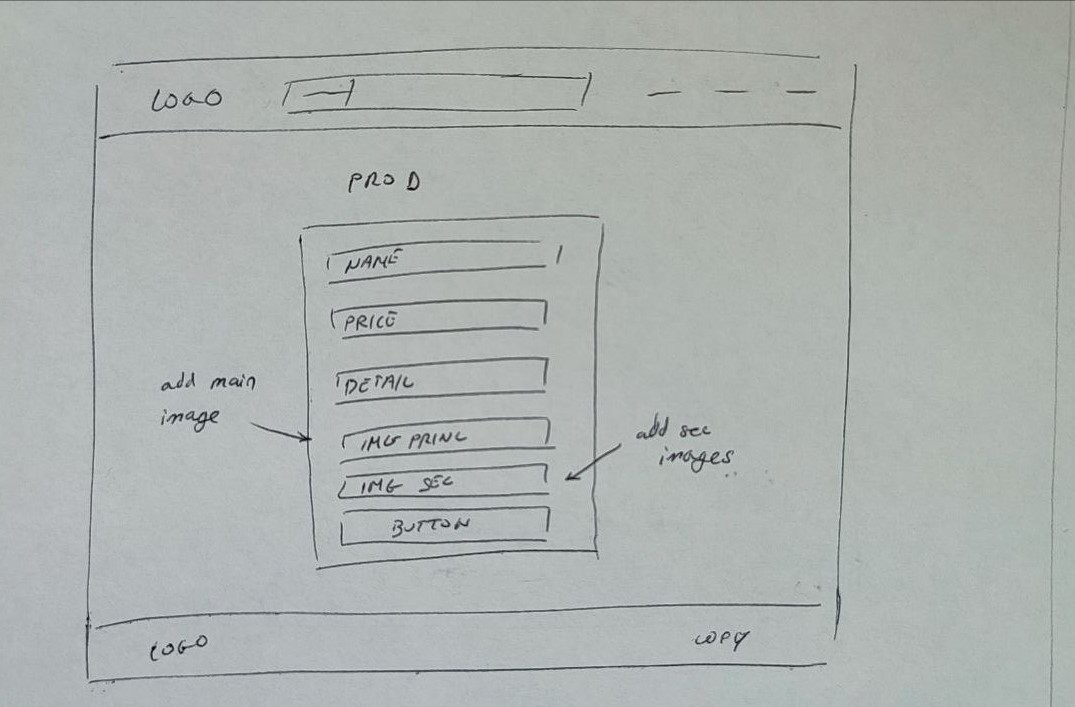 LOGO
PROD
NAME
PRICE
DETAIL
add main
image
IMG PRINC
add sec
images
IMG SEC
BUTTON
LOGO
COPY